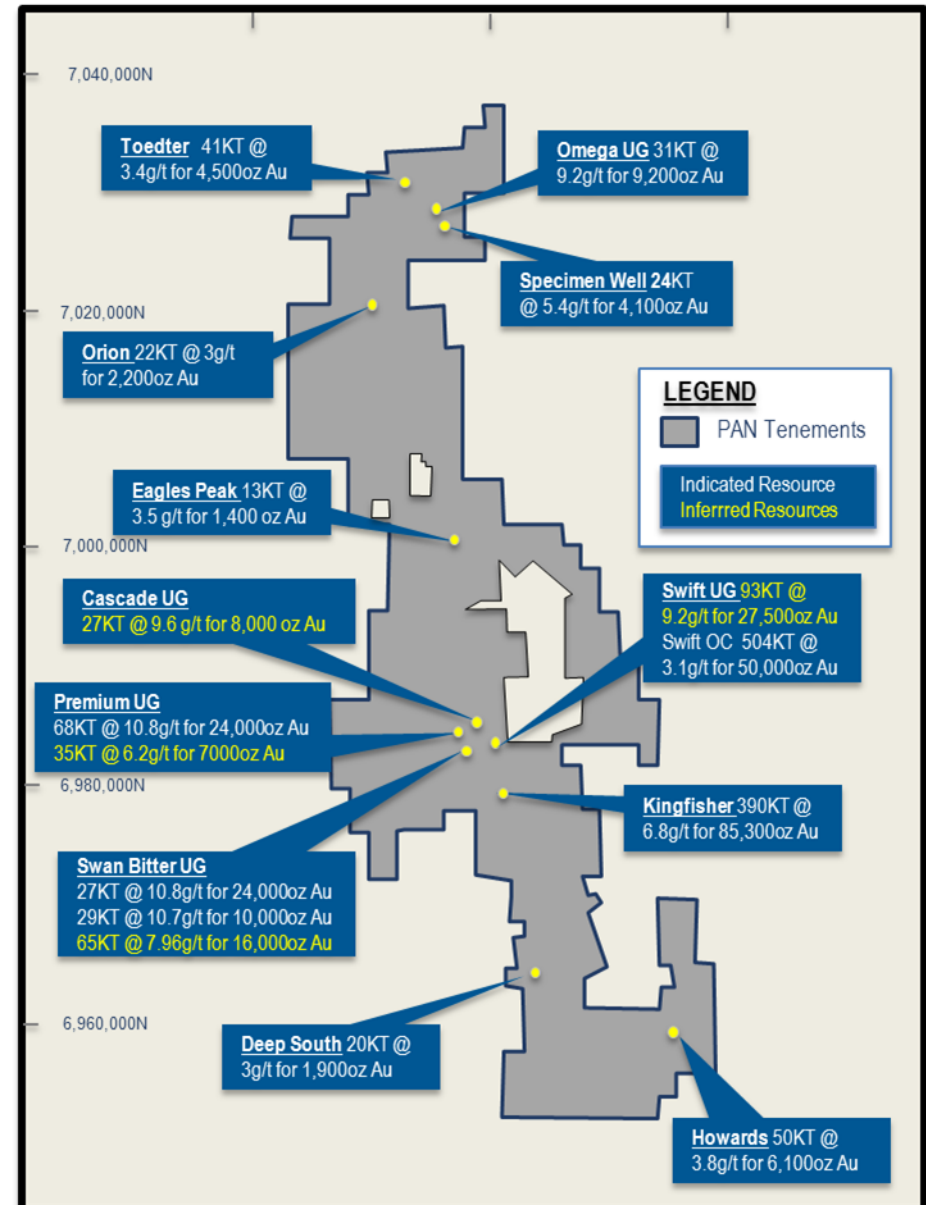 7,040,000N
Toedter 41KT @
3.4g/t for 4,500oz Au
Omega UG 31KT @
9.2g/t for 9,200oz Au
Specimen Well 24KT
@ 5.4g/t for 4,100oz Au
7,020,000N
Orion 22KT @ 3g/t
for 2,200oz Au
LEGEND
PAN Tenements
Indicated Resource
Inferrred Resources
Eagles Peak 13KT @
3.5 g/t for 1,400 oz Au
7,000,000N
Cascade UG
27KT @ 9.6 g/t for 8,000 oz Au
Swift UG 93KT @
9.2g/t for 27,500oz Au
Swift OC 504KT @
3.1g/t for 50,000oz Au
Premium UG
68KT @ 10.8g/t for 24,000oz Au
35KT @ 6.2g/t for 7000oz Au
6,980,000N
Kingfisher 390KT @
6.8g/t for 85,300oz Au
Swan Bitter UG
27KT @ 10.8g/t for 24,000oz Au
29KT @ 10.7g/t for 10,000oz Au
65KT @ 7.96g/t for 16,000oz Au
6,960,000N
Deep South 20KT @
3g/t for 1,900oz Au
Howards 50KT @
3.8g/t for 6,100oz Au